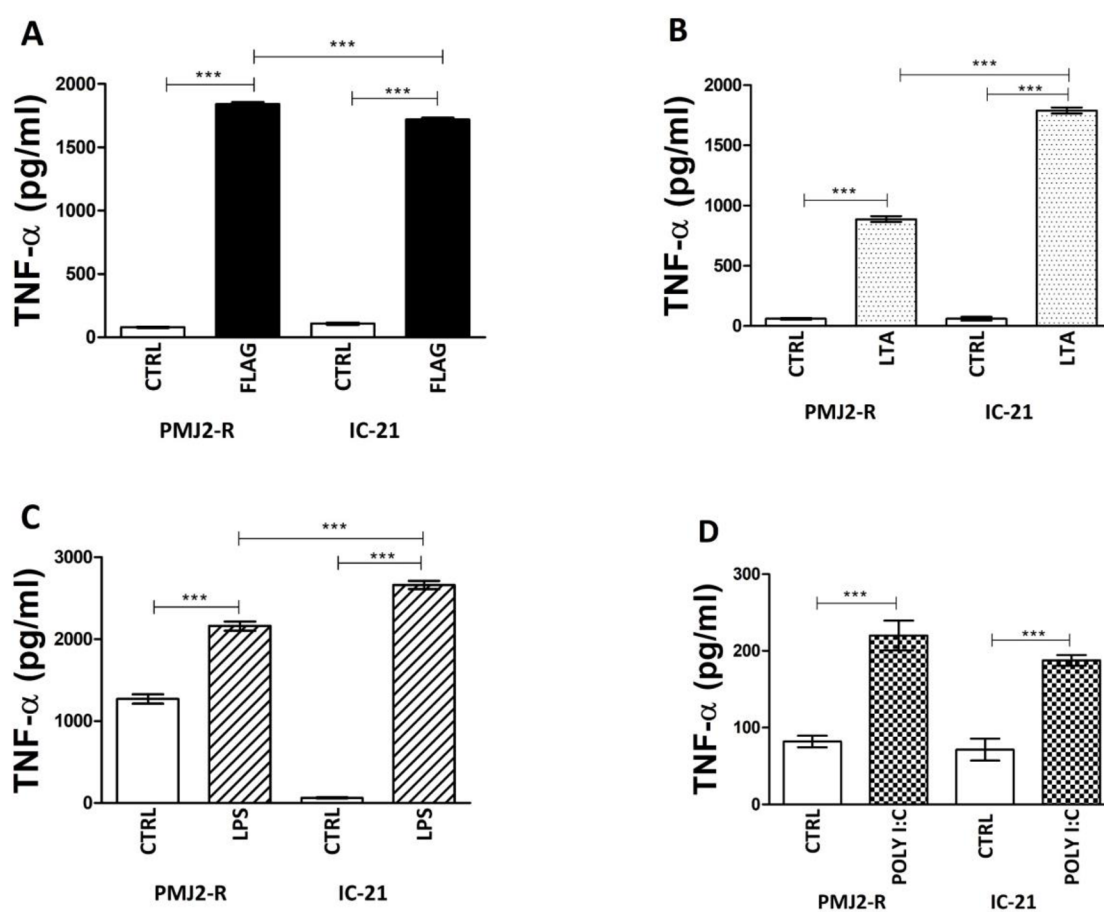 A
***
***
***
TNF-α (pg/ml)
2000
1500
1000
500
0
CTRL
FLAG
CTRL
FLAG
PMJ2-R
IC-21
B
***
***
***
TNF-α (pg/ml)
2000
1500
1000
500
0
CTRL
LTA
CTRL
LTA
PMJ2-R
IC-21
C
***
***
***
TNF-α (pg/ml)
3000
2000
1000
0
CTRL
LPS
CTRL
LPS
PMJ2-R
IC-21
D
***
***
TNF-α (pg/ml)
300
200
100
0
CTRL
POLY I:C
CTRL
POLY I:C
PMJ2-R
IC-21